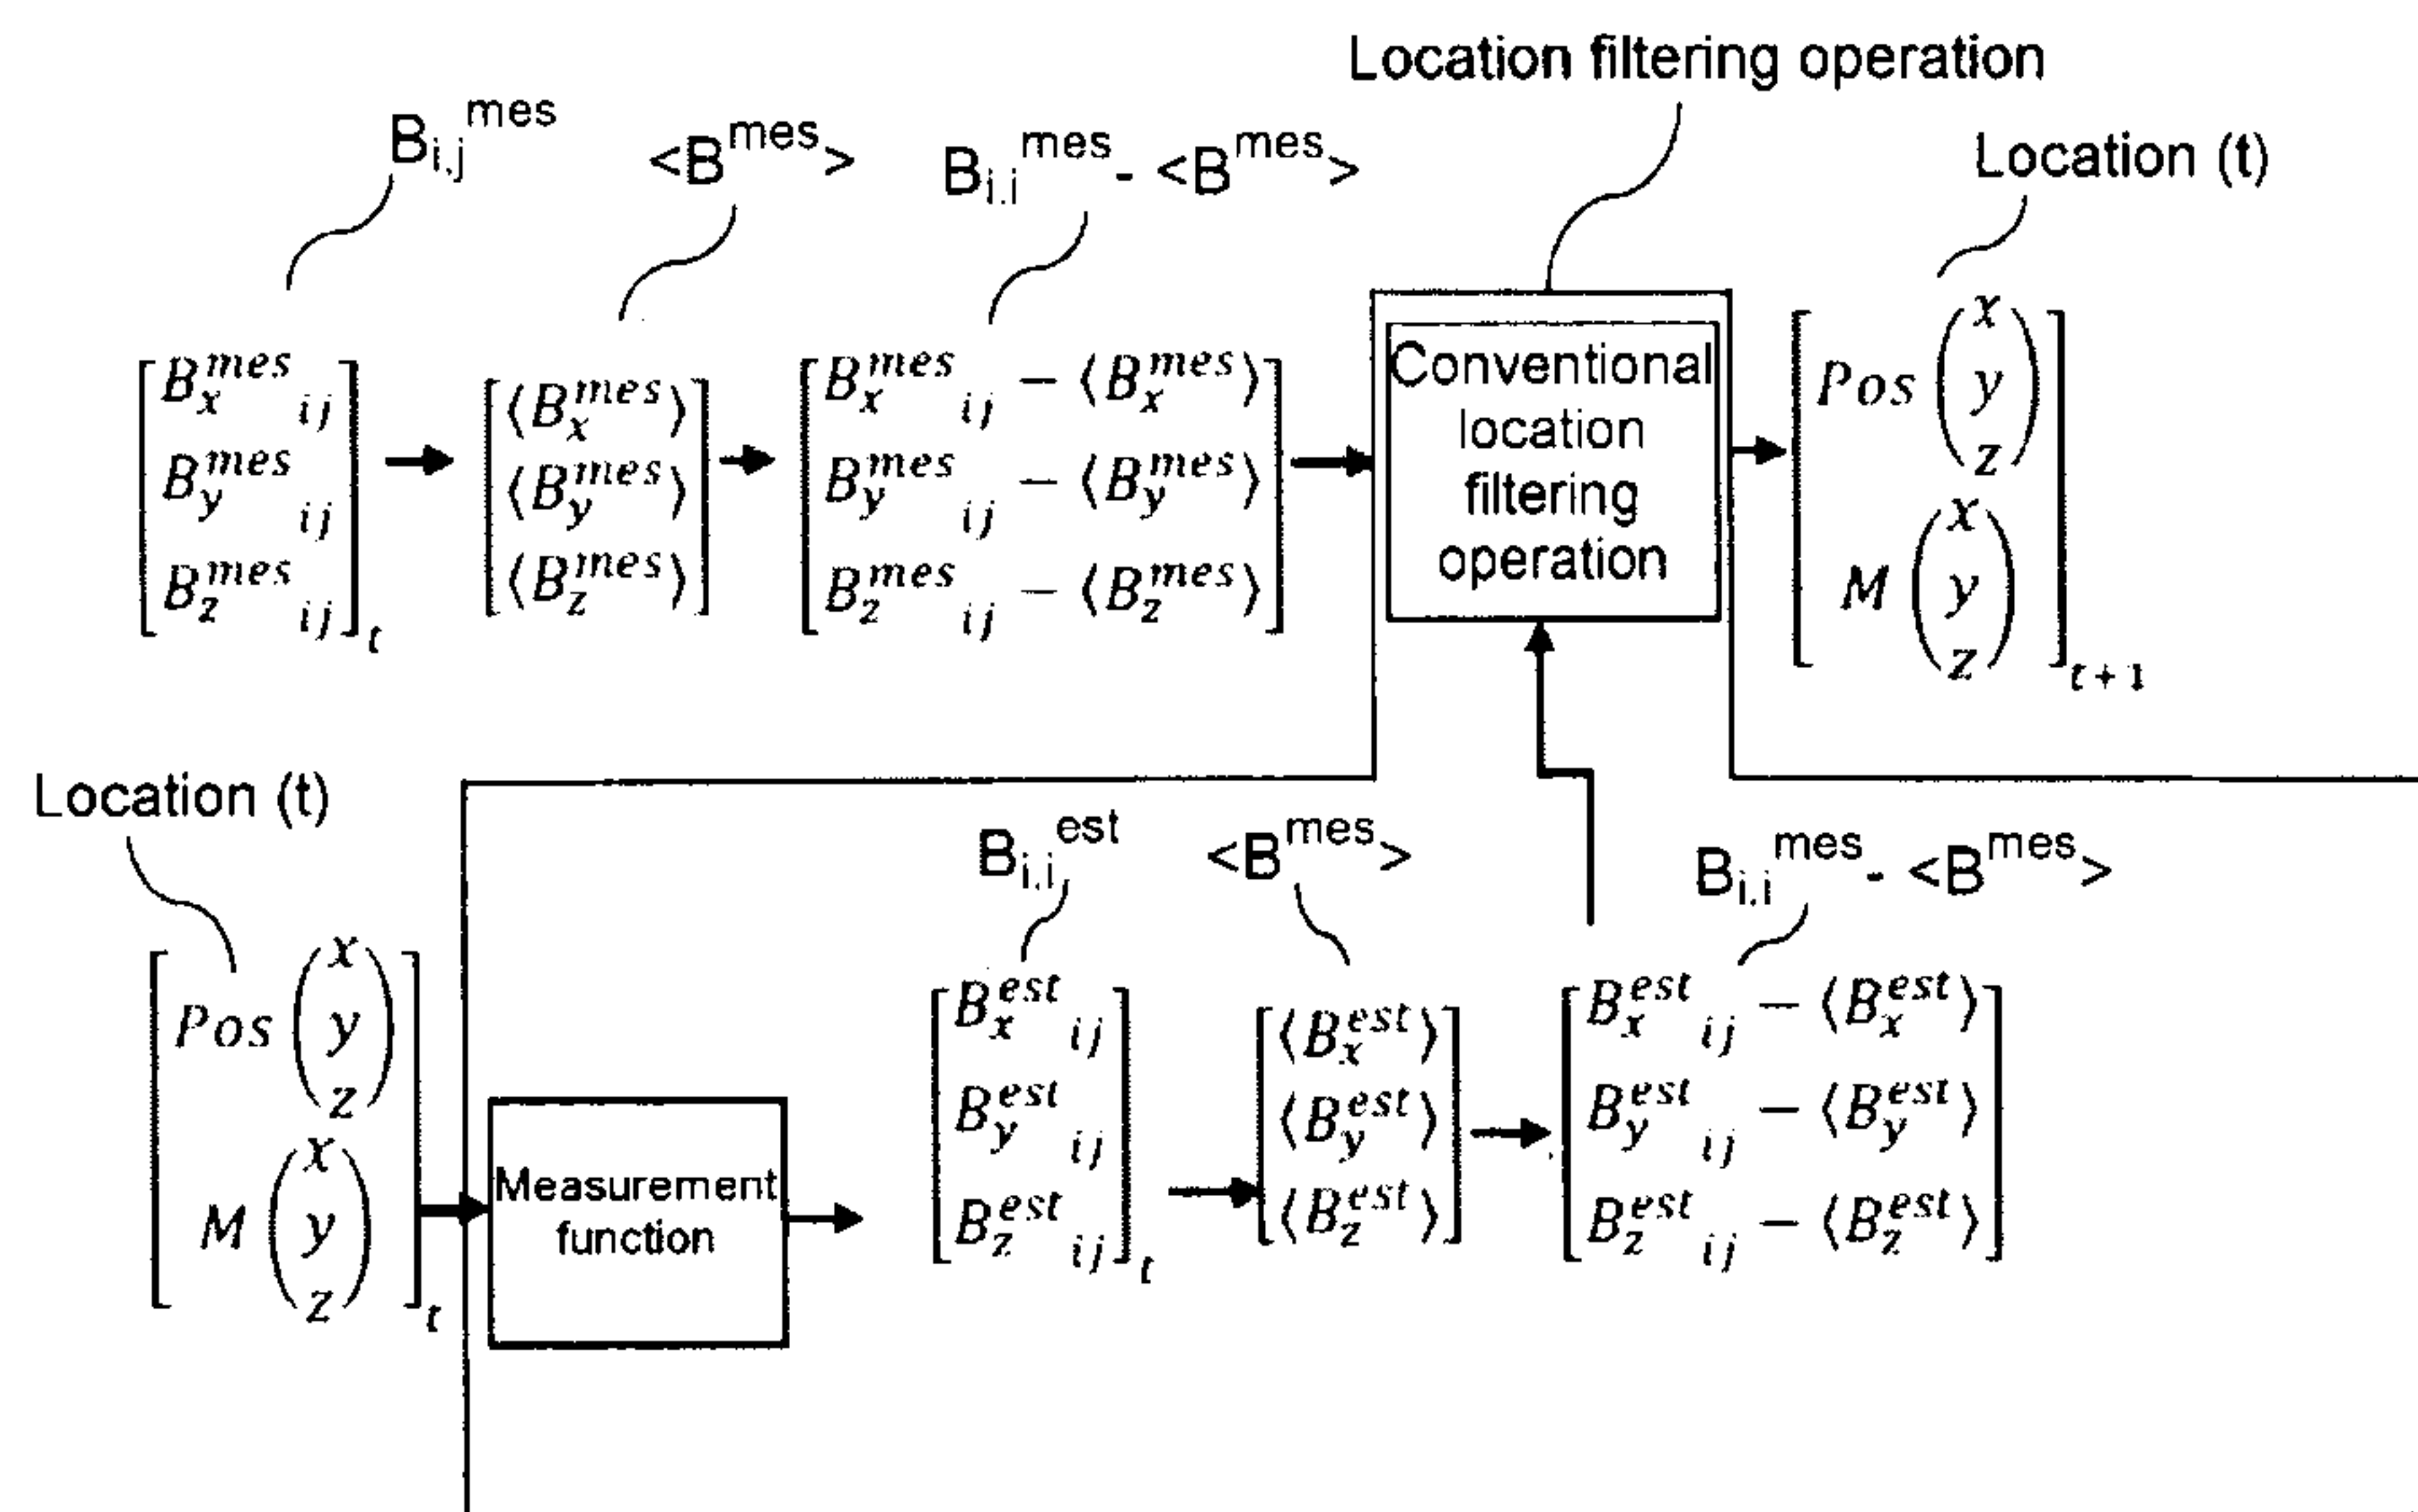 Location filtering operation
B_{i,j}^{mes} <B^{mes}> B_{i,i}^{mes} - <B^{mes}> Location (t)
[B_x^{mes}_{ij} B_y^{mes}_{ij} B_z^{mes}_{ij}]_t
[⟨B_x^{mes}⟩ ⟨B_y^{mes}⟩ ⟨B_z^{mes}⟩]
[B_x^{mes}_{ij} − ⟨B_x^{mes}⟩ B_y^{mes}_{ij} − ⟨B_y^{mes}⟩ B_z^{mes}_{ij} − ⟨B_z^{mes}⟩]
Conventional
location
filtering
operation
[Pos (x y z) M (x y z)]_{t+1}
Location (t)
B_{i,i}^{est} <B^{mes}> B_{i,i}^{mes} - <B^{mes}>
[Pos (x y z) M (x y z)]_t
Measurement
function
[B_x^{est}_{ij} B_y^{est}_{ij} B_z^{est}_{ij}]_t
[⟨B_x^{est}⟩ ⟨B_y^{est}⟩ ⟨B_z^{est}⟩]
[B_x^{est}_{ij} − ⟨B_x^{est}⟩ B_y^{est}_{ij} − ⟨B_y^{est}⟩ B_z^{est}_{ij} − ⟨B_z^{est}⟩]